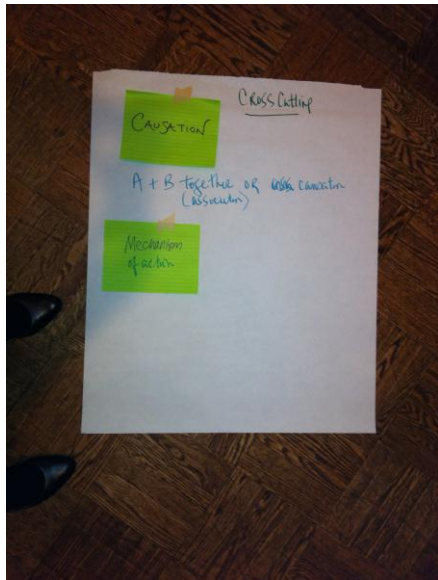 CROSS Cutting
CAUSATION
A + B together OR causation
(association)
Mechanism
of action